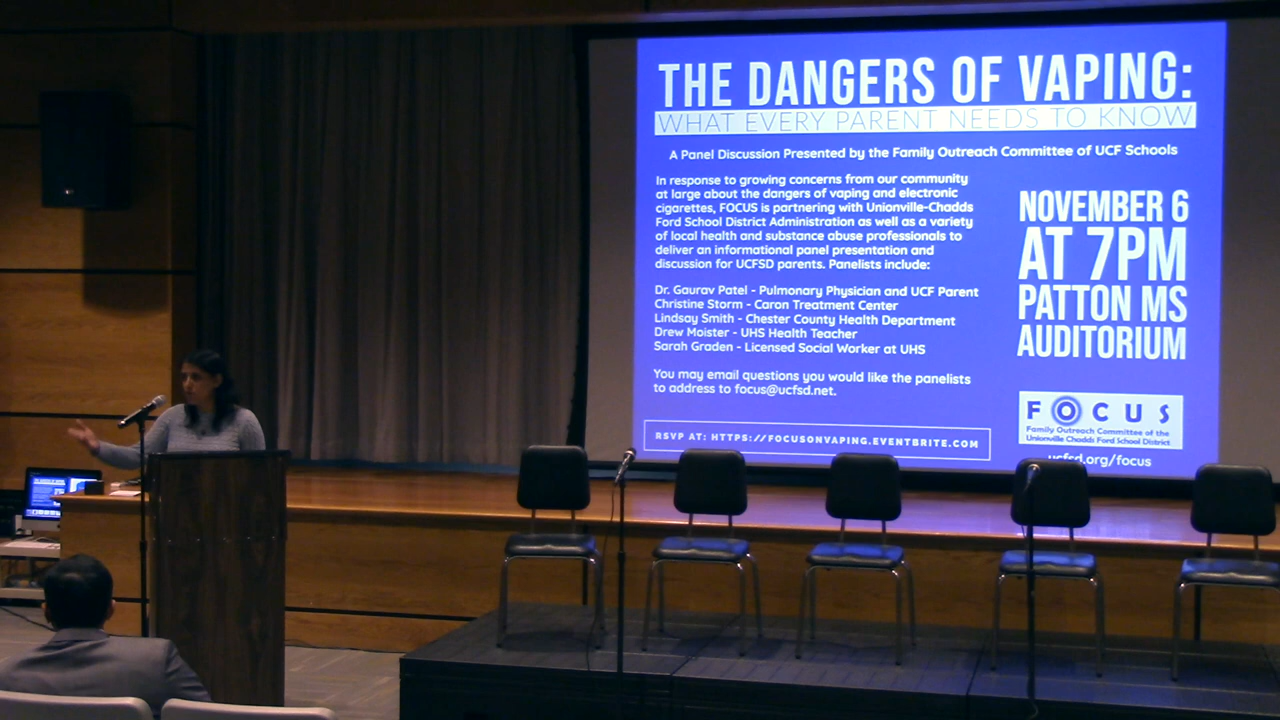 THE DANGERS OF VAPING:
WHAT EVERY PARENT NEEDS TO KNOW
A Panel Discussion Presented by the Family Outreach Committee of UCF Schools
In response to growing concerns from our community
at large about the dangers of vaping and electronic
cigarettes, FOCUS is partnering with Unionville-Chadds
Ford School District Administration as well as a variety
of local health and substance abuse professionals to
deliver an informational panel presentation and
discussion for UCFSD parents. Panelists include:
Dr. Gaurav Patel - Pulmonary Physician and UCF Parent
Christine Storm - Caron Treatment Center
Lindsay Smith - Chester County Health Department
Drew Moister - UHS Health Teacher
Sarah Graden - Licensed Social Worker at UHS
You may email questions you would like the panelists
to address to focus@ucfsd.net.
RSVP AT: HTTPS://FOCUSONVAPING.EVENTBRITE.COM
NOVEMBER 6
AT 7PM
PATTON MS
AUDITORIUM
FOCUS
Family Outreach Committee of the
Unionville Chadds Ford School District
ucfsd.org/focus